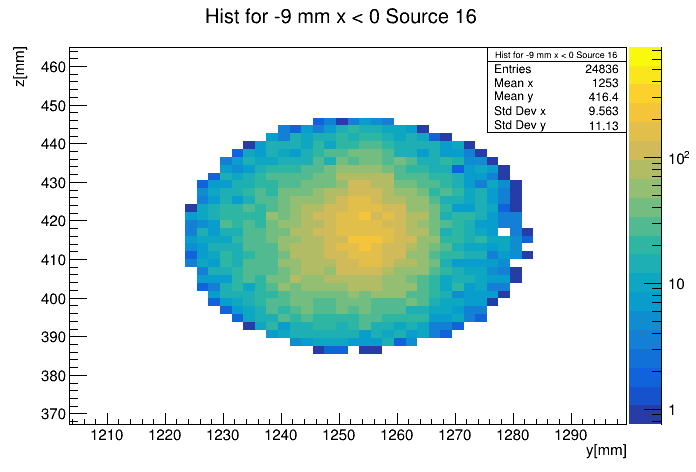 Hist for -9 mm x < 0 Source 16
z[mm]
460
450
440
430
420
410
400
390
380
370
Hist for -9 mm x < 0 Source 16
Entries 24836
Mean x 1253
Mean y 416.4
Std Dev x 9.563
Std Dev y 11.13
10²
10
1
1210 1220 1230 1240 1250 1260 1270 1280 1290
y[mm]